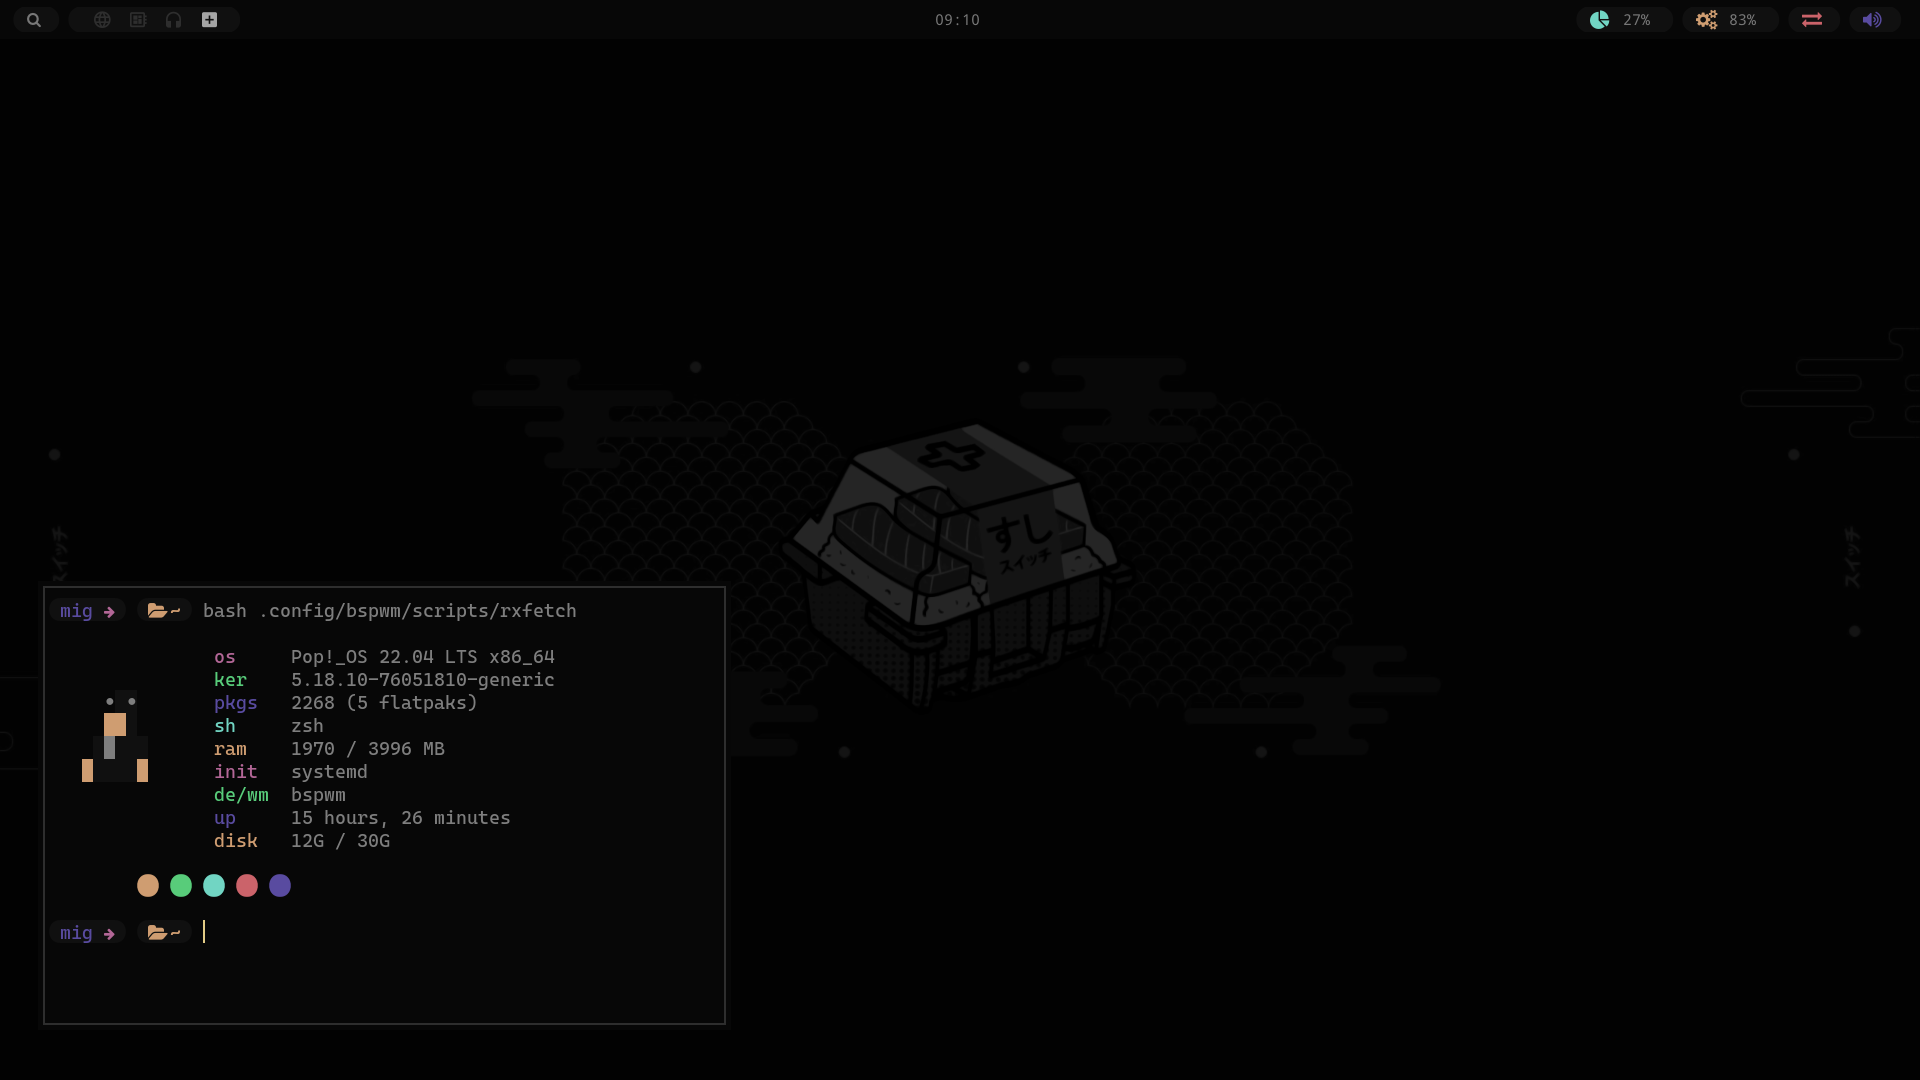 09:10
27%
83%
すし
スイッチ
スイッチ
スイッチ
mig ~ bash .config/bspwm/scripts/rxfetch
os Pop!_OS 22.04 LTS x86_64
ker 5.18.10-76051810-generic
pkgs 2268 (5 flatpaks)
sh zsh
ram 1970 / 3996 MB
init systemd
de/wm bspwm
up 15 hours, 26 minutes
disk 12G / 30G
mig ~